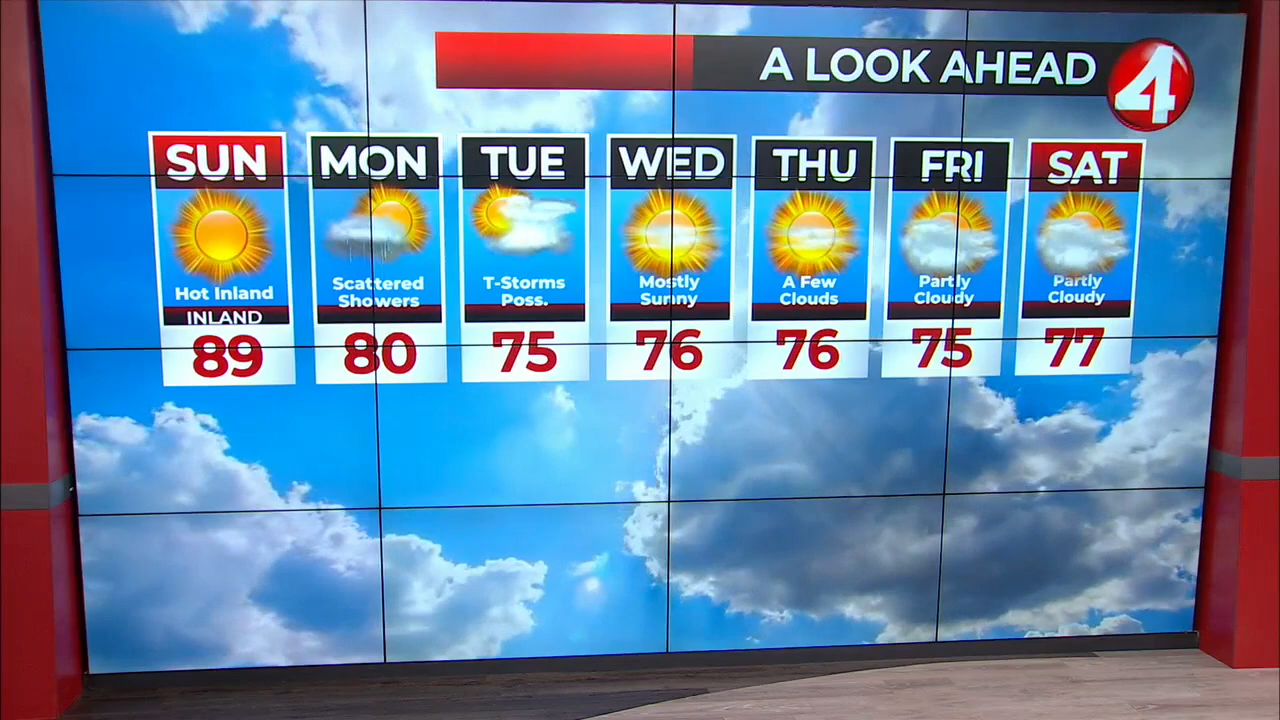 A LOOK AHEAD 4
SUN MON TUE WED THU FRI SAT
Hot Inland
Scattered
Showers
T-Storms
Poss.
Mostly
Sunny
A Few
Clouds
Partly
Cloudy
Partly
Cloudy
INLAND
89 80 75 76 76 75 77